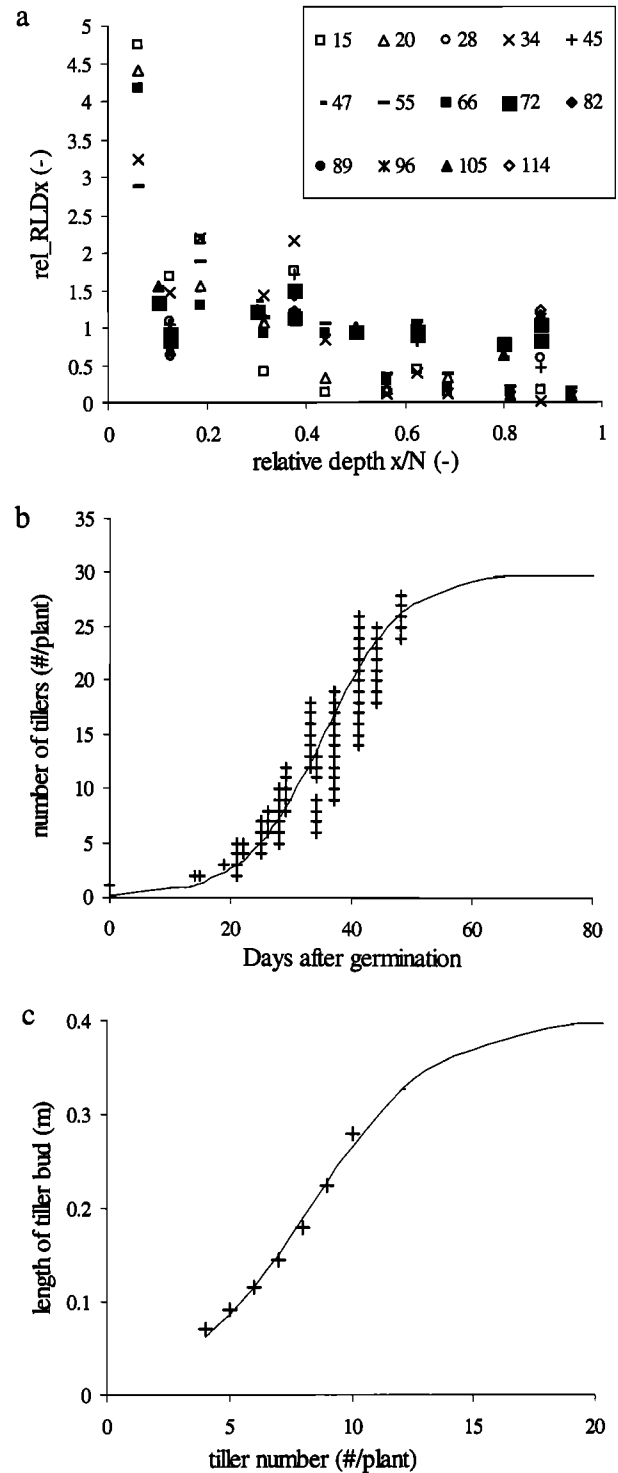 a
5
4.5
4
3.5
3
2.5
2
1.5
1
0.5
0
rel_RLDx (-)
15 20 28 34 45
47 55 66 72 82
89 96 105 114
0 0.2 0.4 0.6 0.8 1
relative depth x/N (-)
b
35
30
25
20
15
10
5
0
number of tillers (#/plant)
0 20 40 60 80
Days after germination
c
0.4
0.3
0.2
0.1
0
length of tiller bud (m)
0 5 10 15 20
tiller number (#/plant)